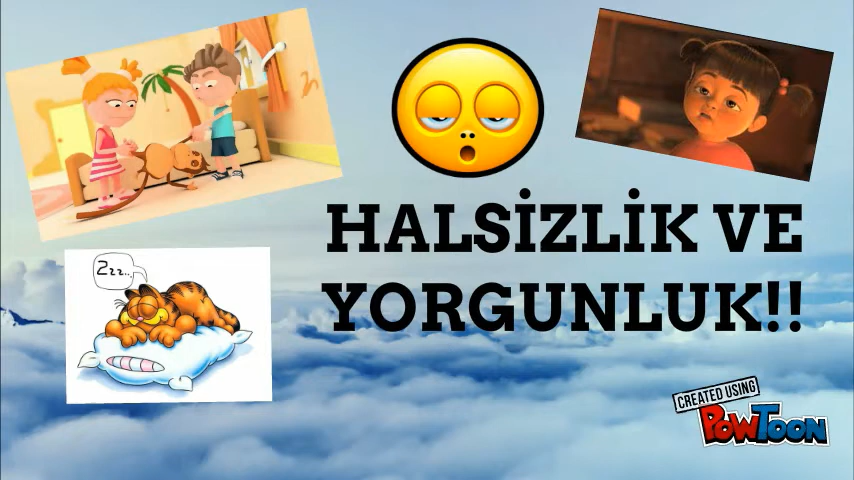 Zzz..
HALSİZLİK VE
YORGUNLUK!!
CREATED USING
POWTOON